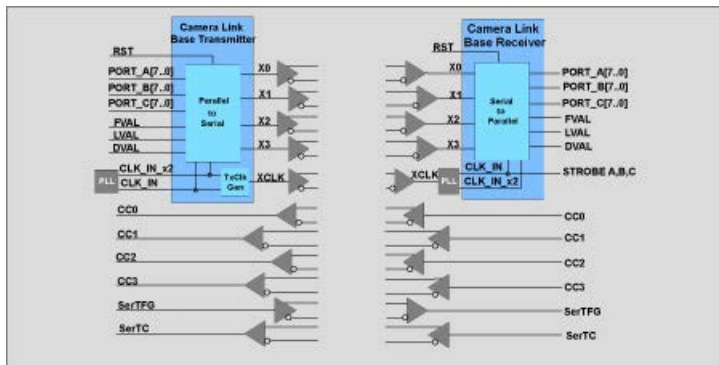 Camera Link
Base Transmitter
RST
PORT_A[7..0]
PORT_B[7..0]
PORT_C[7..0]
FVAL
LVAL
DVAL
Parallel
to
Serial
X0
X1
X2
X3
PLL
CLK_IN_x2
CLK_IN
TxClk
Gen
XCLK
CC0
CC1
CC2
CC3
SerTFG
SerTC
Camera Link
Base Receiver
RST
X0
X1
X2
X3
Serial
to
Parallel
PORT_A[7..0]
PORT_B[7..0]
PORT_C[7..0]
FVAL
LVAL
DVAL
XCLK
PLL
CLK_IN
CLK_IN_x2
STROBE A,B,C
CC0
CC1
CC2
CC3
SerTFG
SerTC